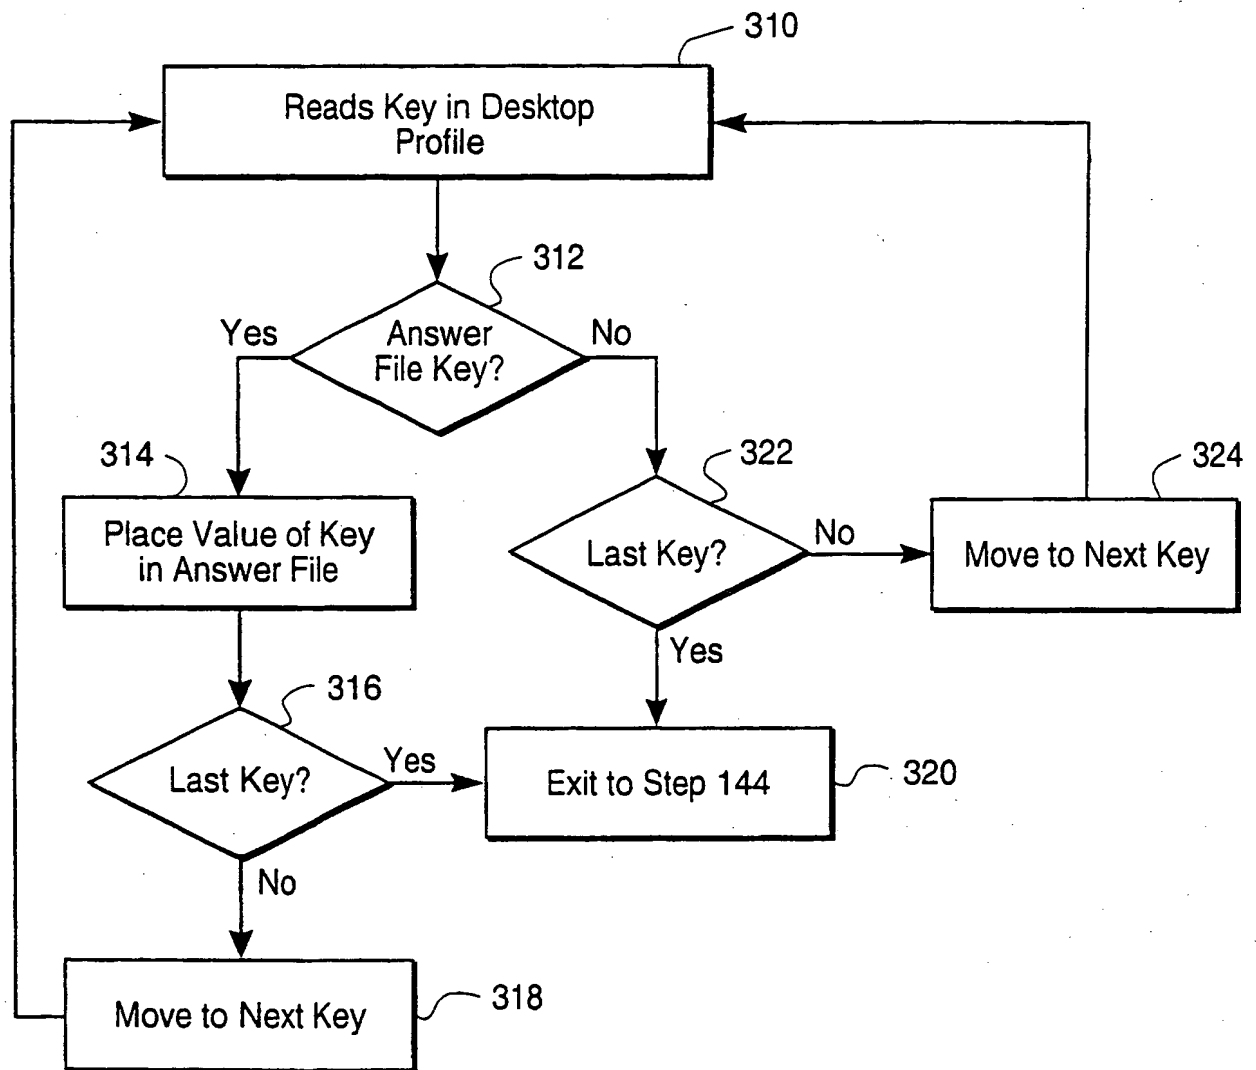 310
Reads Key in Desktop
Profile
312
Yes
Answer
File Key?
No
314
322
324
Place Value of Key
in Answer File
Last Key?
No
Move to Next Key
Yes
316
Last Key?
Yes
Exit to Step 144
320
No
Move to Next Key
318